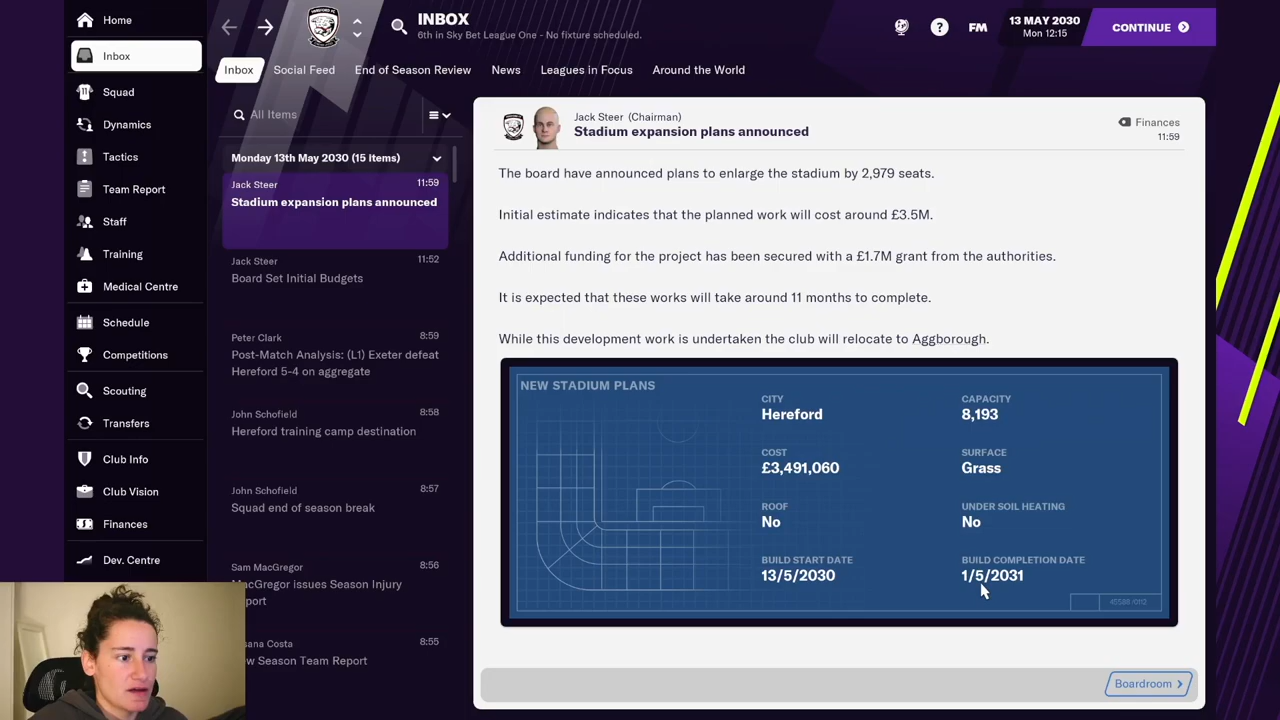 Home
Inbox
Squad
Dynamics
Tactics
Team Report
Staff
Training
Medical Centre
Schedule
Competitions
Scouting
Transfers
Club Info
Club Vision
Finances
Dev. Centre
INBOX
6th in Sky Bet League One - No fixture scheduled.
?
FM
13 MAY 2030
Mon 12:15
CONTINUE
Inbox
Social Feed
End of Season Review
News
Leagues in Focus
Around the World
All Items
Monday 13th May 2030 (15 Items)
Jack Steer 11:59
Stadium expansion plans announced
Jack Steer 11:52
Board Set Initial Budgets
Peter Clark 8:59
Post-Match Analysis: (L1) Exeter defeat
Hereford 5-4 on aggregate
John Schofield 8:58
Hereford training camp destination
John Schofield 8:57
Squad end of season break
Sam MacGregor 8:56
MacGregor issues Season Injury
port
sana Costa 8:55
w Season Team Report
Jack Steer (Chairman)
Stadium expansion plans announced
Finances
11:59
The board have announced plans to enlarge the stadium by 2,979 seats.
Initial estimate indicates that the planned work will cost around £3.5M.
Additional funding for the project has been secured with a £1.7M grant from the authorities.
It is expected that these works will take around 11 months to complete.
While this development work is undertaken the club will relocate to Aggborough.
NEW STADIUM PLANS
CITY
Hereford
CAPACITY
8,193
COST
£3,491,060
SURFACE
Grass
ROOF
No
UNDER SOIL HEATING
No
BUILD START DATE
13/5/2030
BUILD COMPLETION DATE
1/5/2031
Boardroom